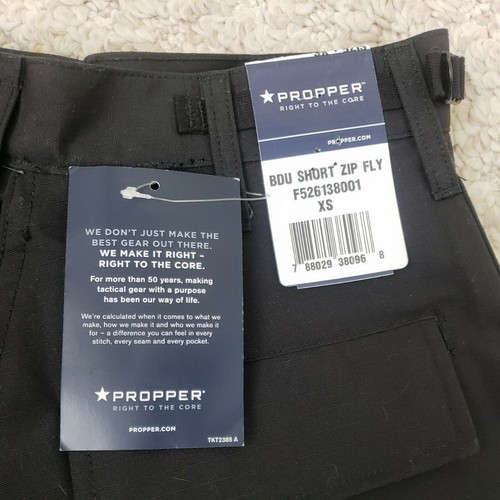 PROPPER™
RIGHT TO THE CORE
PROPPER.COM
BDU SHORT ZIP FLY
F526138001
XS
7 88029 38096 8
WE DON'T JUST MAKE THE
BEST GEAR OUT THERE.
WE MAKE IT RIGHT –
RIGHT TO THE CORE.
For more than 50 years, making
tactical gear with a purpose
has been our way of life.
We're calculated when it comes to what we
make, how we make it and who we make it
for – a difference you can feel in every
stitch, every seam and every pocket.
PROPPER®
RIGHT TO THE CORE
PROPPER.COM
TKT2385 A